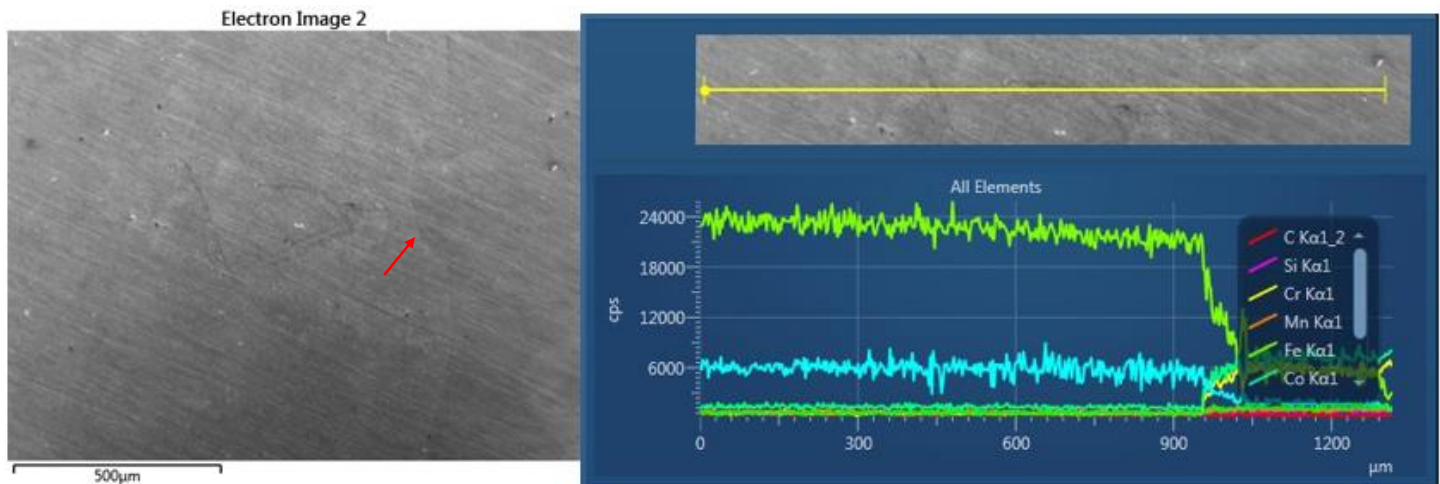 Electron Image 2
500μm
All Elements
cps
24000
18000
12000
6000
0
300
600
900
1200
μm
C Kα1_2
Si Kα1
Cr Kα1
Mn Kα1
Fe Kα1
Co Kα1